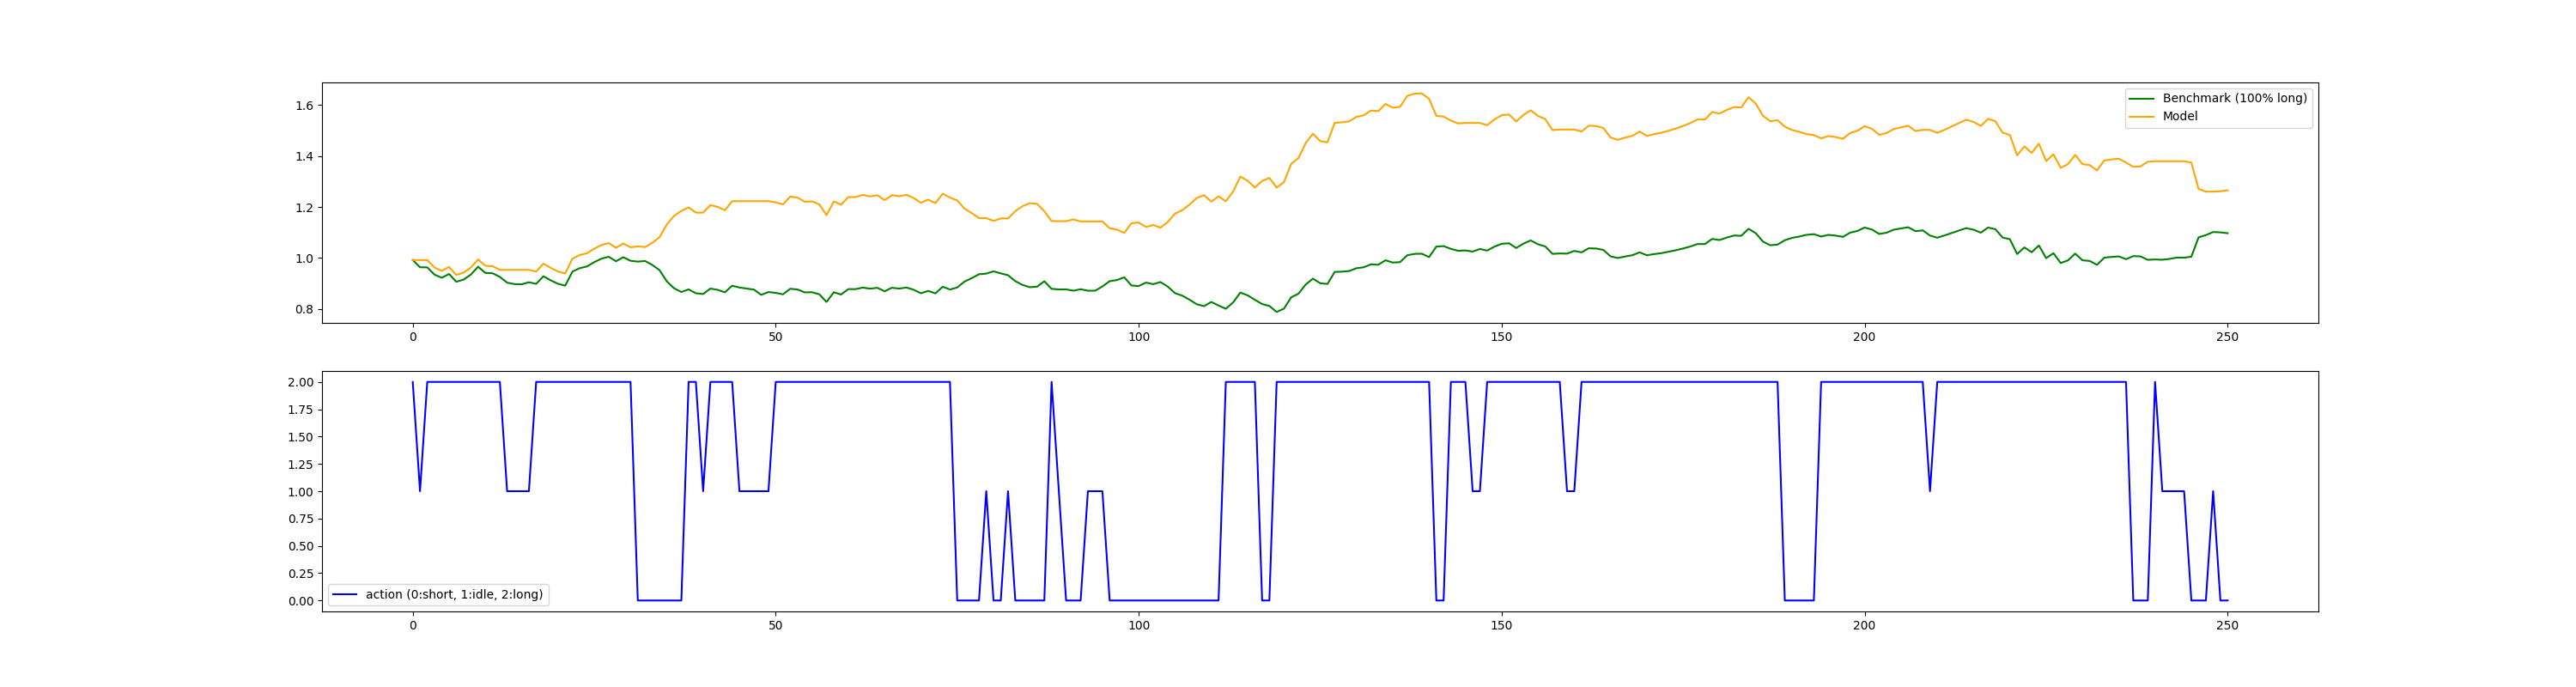 1.6
1.4
1.2
1.0
0.8
Benchmark (100% long)
Model
0 50 100 150 200 250
2.00
1.75
1.50
1.25
1.00
0.75
0.50
0.25
0.00
action (0:short, 1:idle, 2:long)
0 50 100 150 200 250